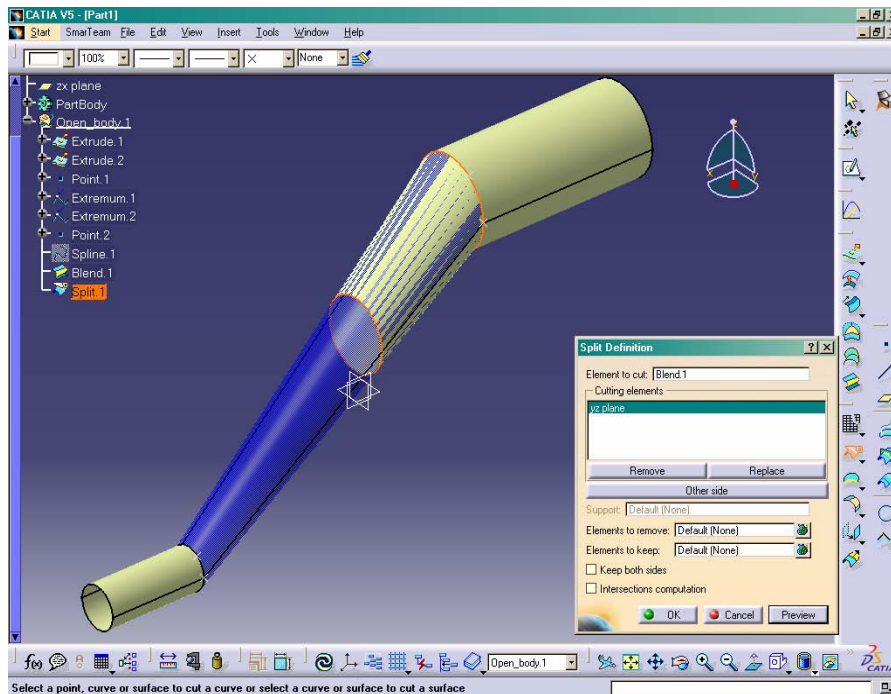 CATIA V5 - [Part1]
Start SmarTeam File Edit View Insert Tools Window Help
100% None
zx plane
PartBody
Open_body.1
Extrude.1
Extrude.2
Point.1
Extremum.1
Extremum.2
Point.2
Spline.1
Blend.1
Split.1
Split Definition
Element to cut: Blend.1
Cutting elements
yz plane
Remove Replace
Other side
Support: Default (None)
Elements to remove: Default (None)
Elements to keep: Default (None)
Keep both sides
Intersections computation
OK Cancel Preview
f(x) Open_body.1
CATIA
Select a point, curve or surface to cut a curve or select a curve or surface to cut a surface